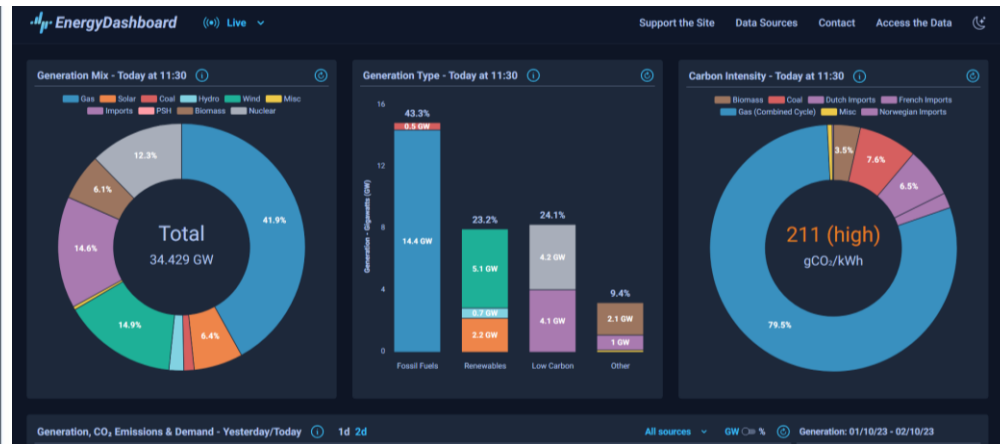 EnergyDashboard
Live
Support the Site Data Sources Contact Access the Data
Generation Mix - Today at 11:30
Gas Solar Coal Hydro Wind Misc
Imports PSH Biomass Nuclear
12.3%
6.1%
41.9%
14.6%
14.9%
6.4%
Total
34.429 GW
Generation Type - Today at 11:30
Generation - Gigawatts (GW)
16
12
8
4
0
43.3%
0.5 GW
14.4 GW
23.2%
5.1 GW
0.7 GW
2.2 GW
24.1%
4.2 GW
4.1 GW
9.4%
2.1 GW
1 GW
Fossil Fuels Renewables Low Carbon Other
Carbon Intensity - Today at 11:30
Biomass Coal Dutch Imports French Imports
Gas (Combined Cycle) Misc Norwegian Imports
3.5%
7.6%
6.5%
79.5%
211 (high)
gCO₂/kWh
Generation, CO₂ Emissions & Demand - Yesterday/Today 1d 2d
All sources GW % Generation: 01/10/23 - 02/10/23